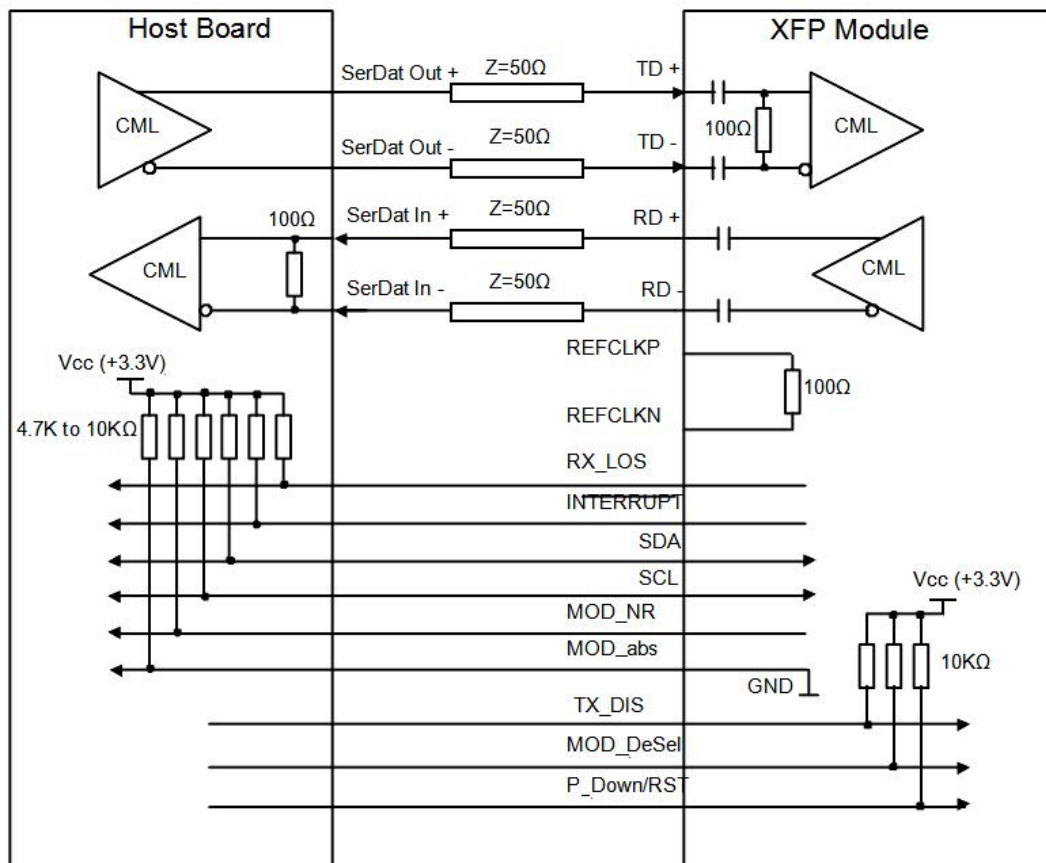 Host Board
XFP Module
SerDat Out +
Z=50Ω
TD +
CML
100Ω
CML
SerDat Out -
Z=50Ω
TD -
100Ω
SerDat In +
Z=50Ω
RD +
CML
CML
SerDat In -
Z=50Ω
RD -
REFCLKP
Vcc (+3.3V)
100Ω
REFCLKN
4.7K to 10KΩ
RX_LOS
INTERRUPT
SDA
SCL
Vcc (+3.3V)
MOD_NR
MOD_abs
10KΩ
GND
TX_DIS
MOD_DeSel
P_Down/RST